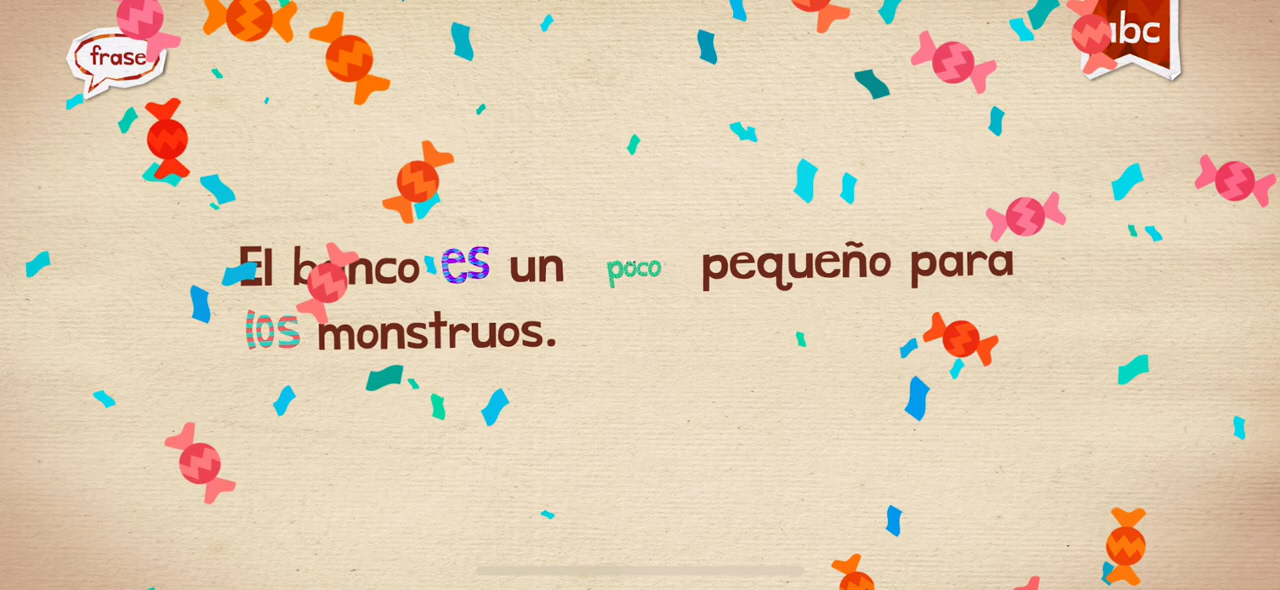 frase
abc
El banco es un poco pequeño para
los monstruos.